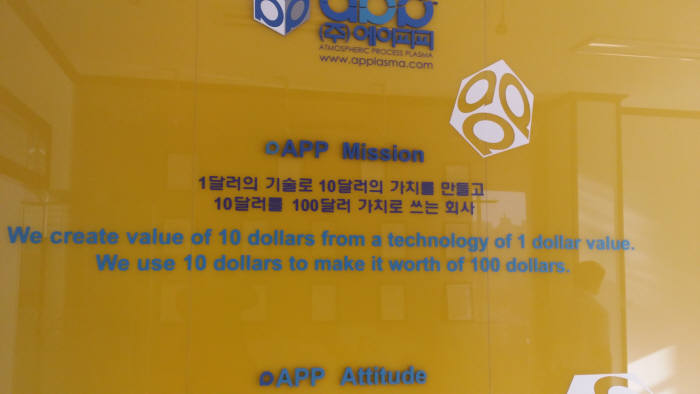 app
app
(주)에이피피
ATMOSPHERIC PROCESS PLASMA
www.applasma.com
app
APP Mission
1달러의 기술로 10달러의 가치를 만들고
10달러를 100달러 가치로 쓰는 회사
We create value of 10 dollars from a technology of 1 dollar value.
We use 10 dollars to make it worth of 100 dollars.
APP Attitude